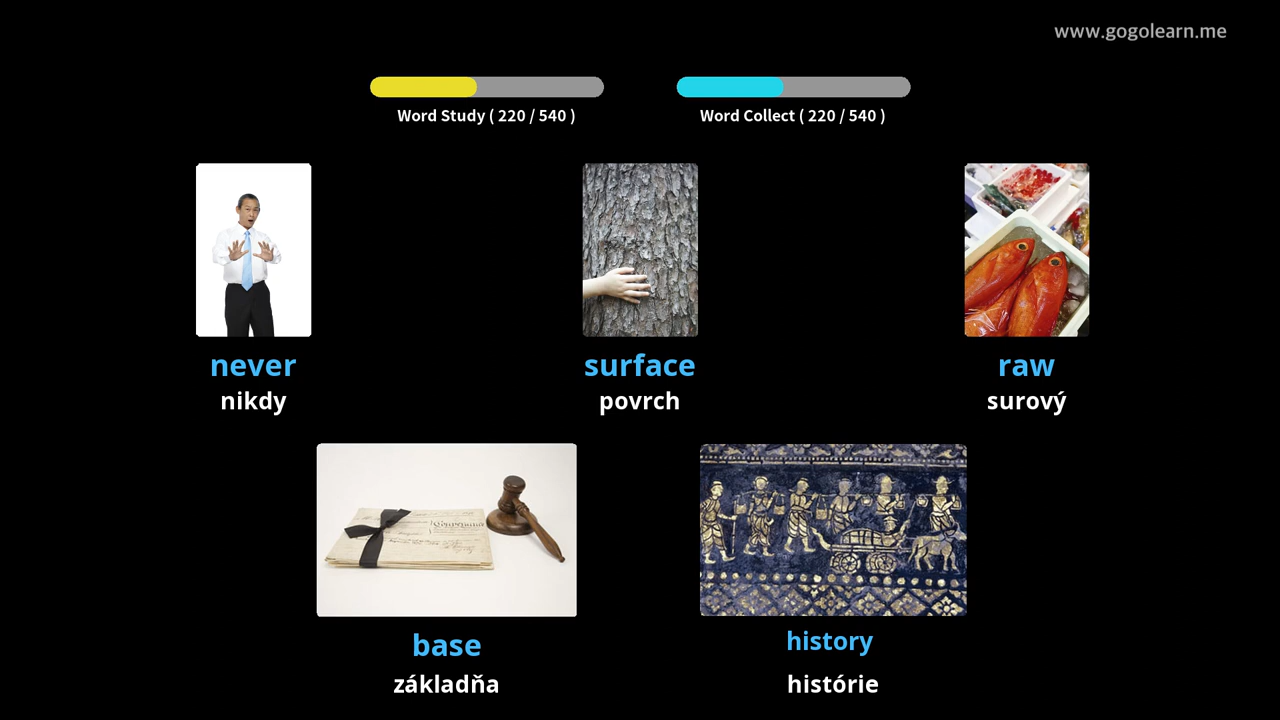 www.gogolearn.me
Word Study ( 220 / 540 )
Word Collect ( 220 / 540 )
never
nikdy
surface
povrch
raw
surový
base
základňa
history
histórie